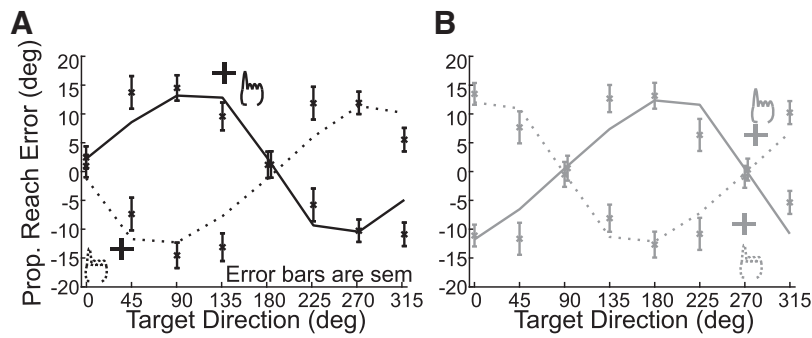 A
Prop. Reach Error (deg)
20
15
10
5
0
-5
-10
-15
-20
Error bars are sem
0 45 90 135 180 225 270 315
Target Direction (deg)
B
20
15
10
5
0
-5
-10
-15
-20
0 45 90 135 180 225 270 315
Target Direction (deg)